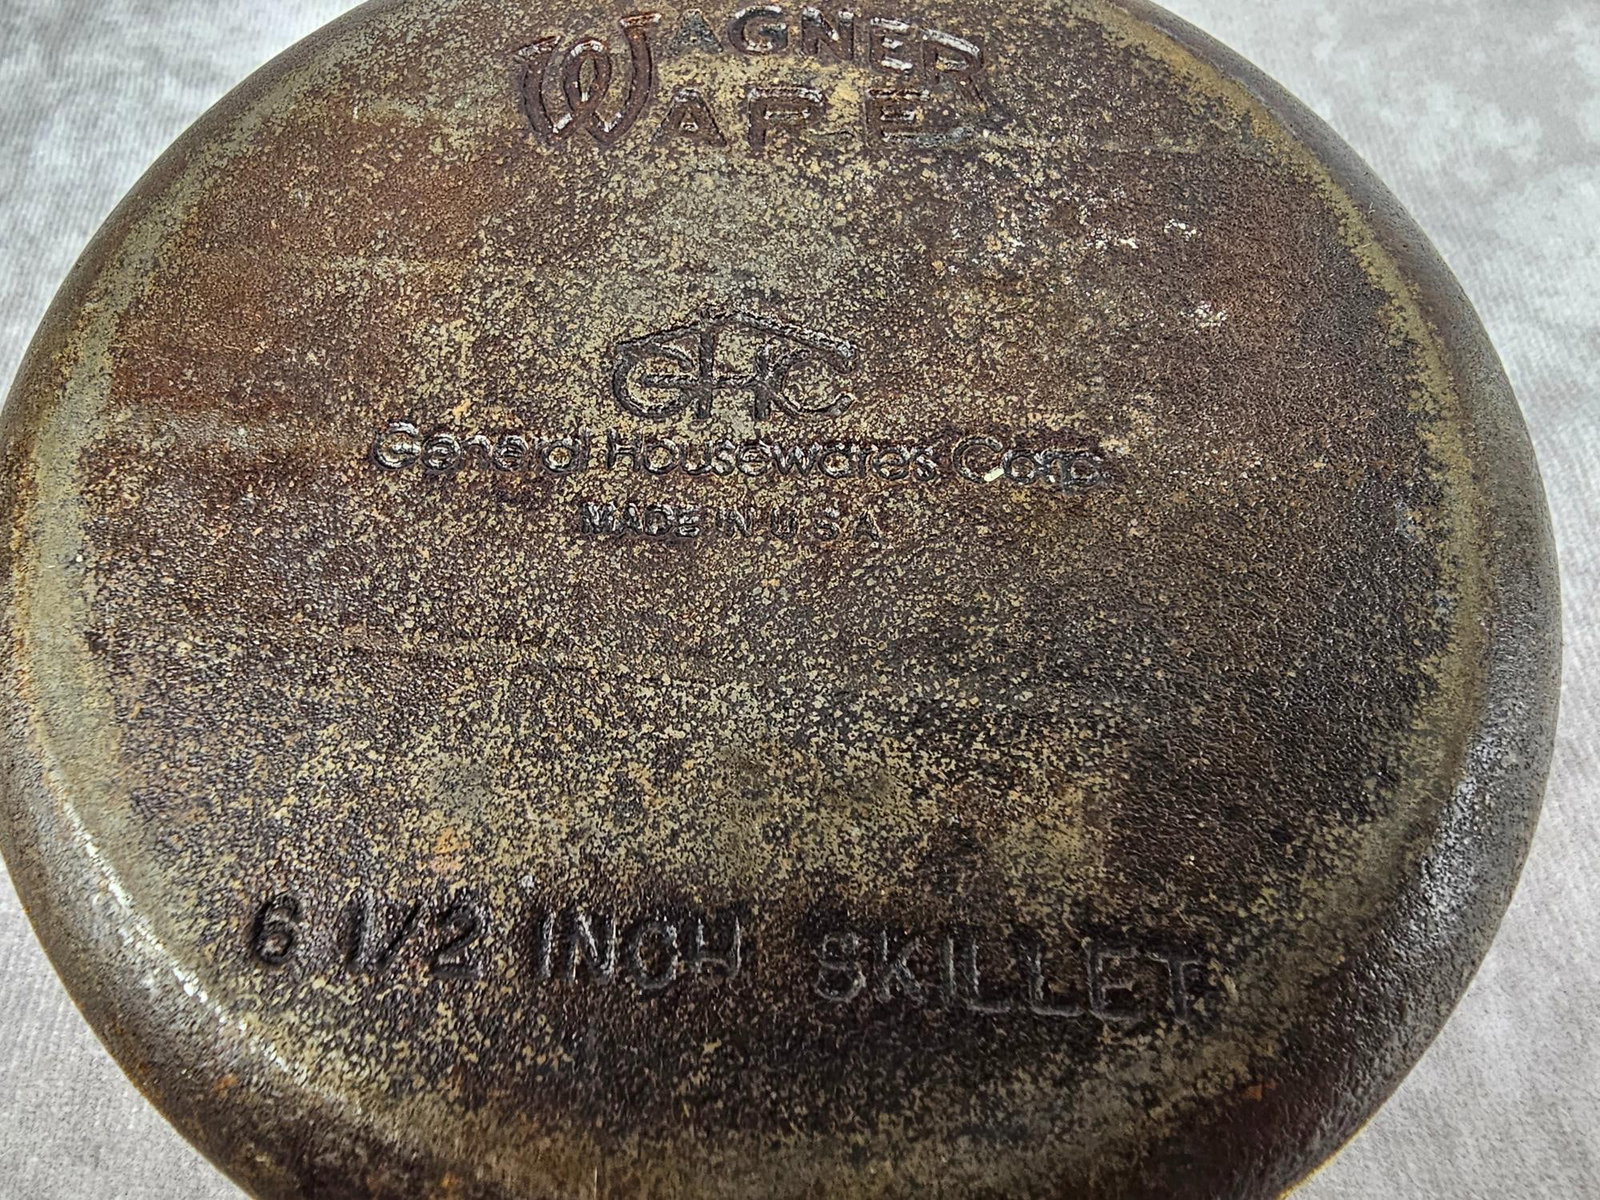 WAGNER
WARE
GHC
General Housewares Corp.
MADE IN U.S.A.
6 1/2 INCH SKILLET